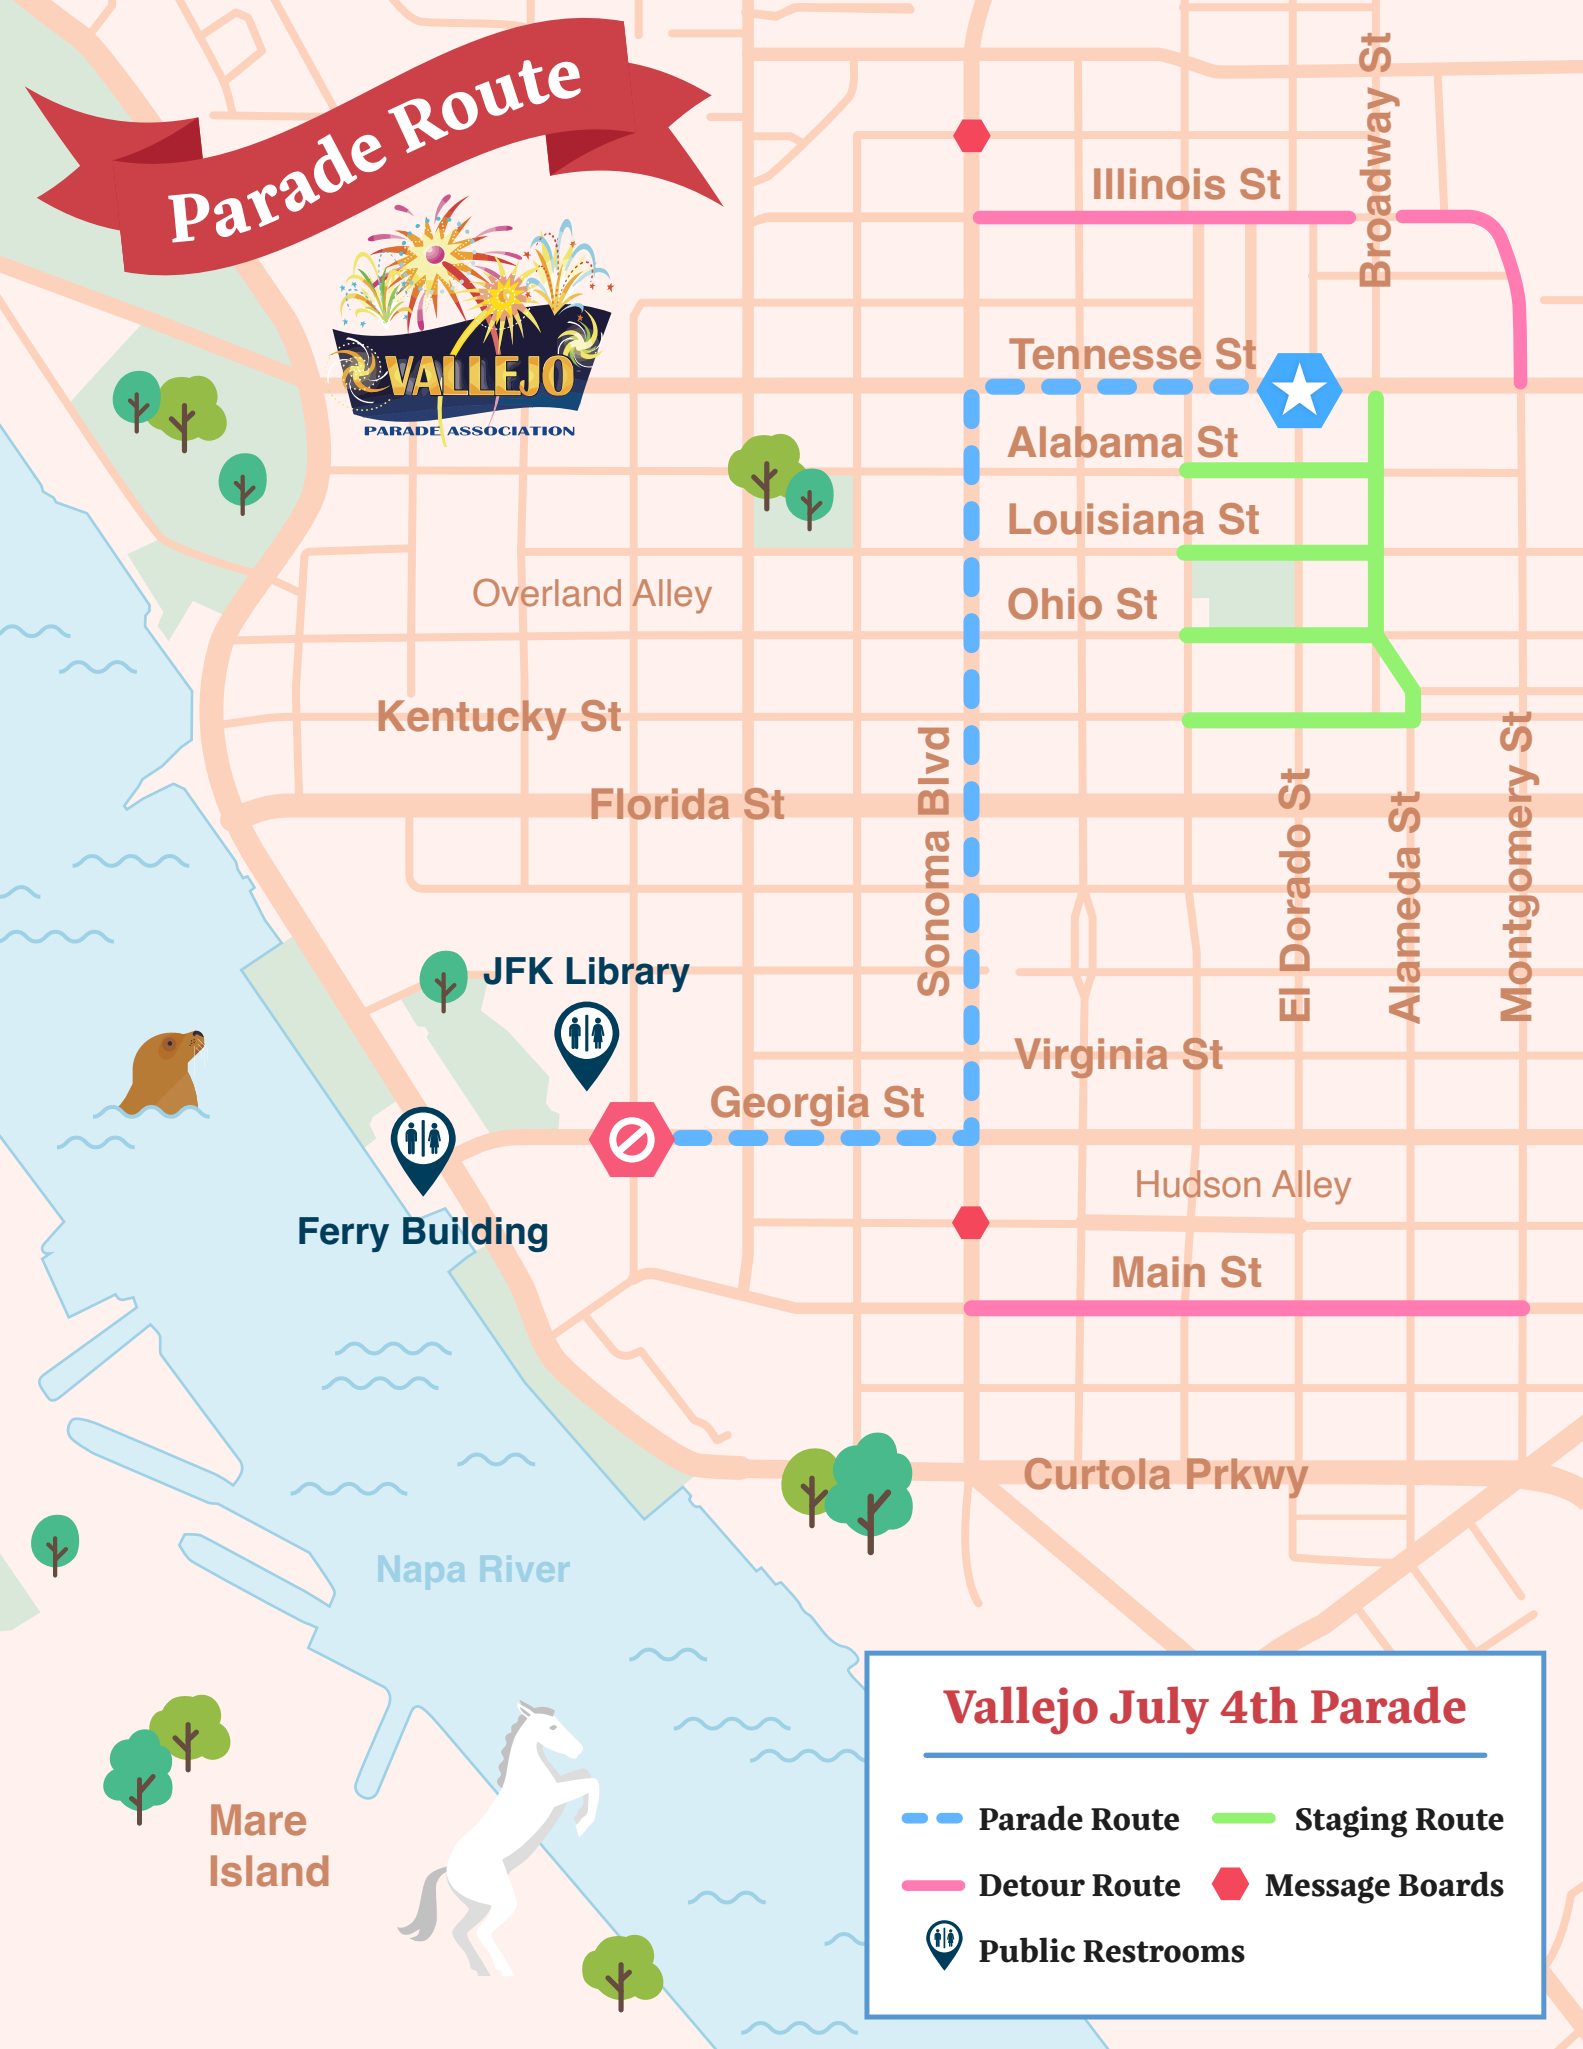 Parade Route
VALLEJO
PARADE ASSOCIATION
Broadway St
Illinois St
Tennesse St
Alabama St
Louisiana St
Overland Alley
Ohio St
Kentucky St
Florida St
Sonoma Blvd
El Dorado St
Alameda St
Montgomery St
JFK Library
Virginia St
Georgia St
Hudson Alley
Ferry Building
Main St
Curtola Prkwy
Napa River
Mare
Island
Vallejo July 4th Parade
Parade Route
Staging Route
Detour Route
Message Boards
Public Restrooms